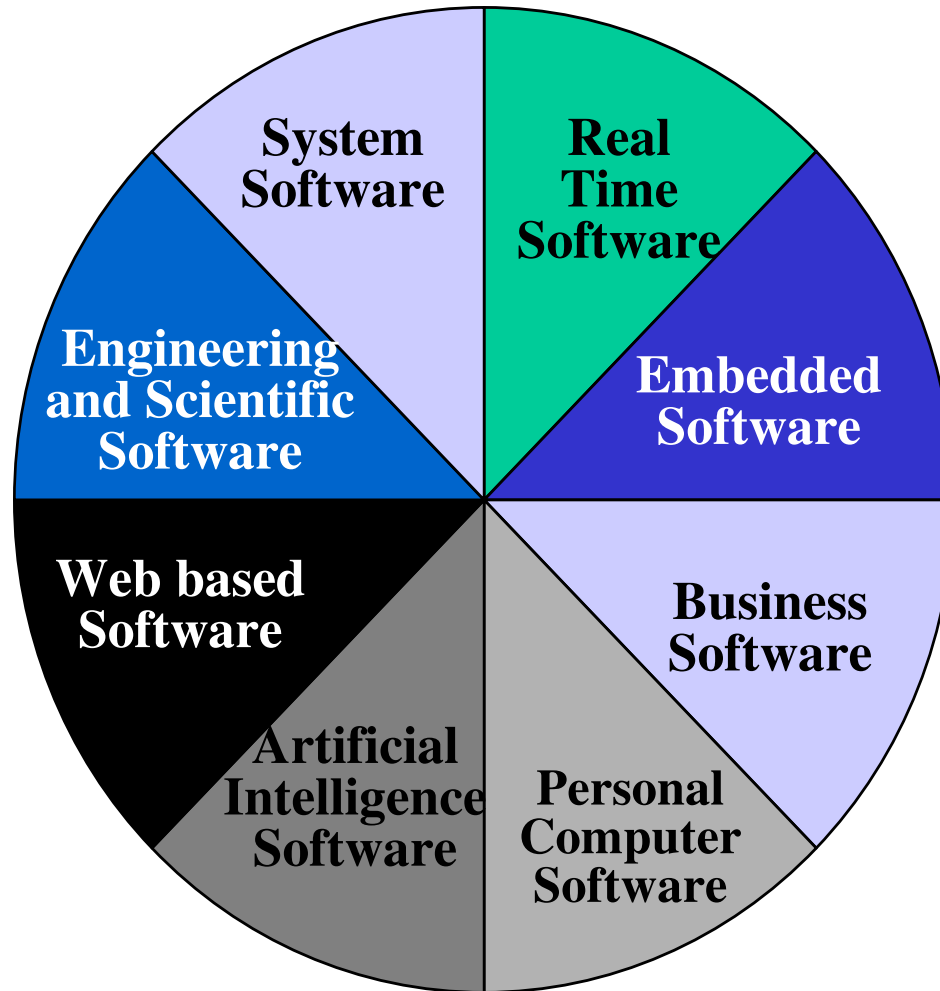 System
Software
Real
Time
Software
Engineering
and Scientific
Software
Embedded
Software
Web based
Software
Business
Software
Artificial
Intelligence
Software
Personal
Computer
Software